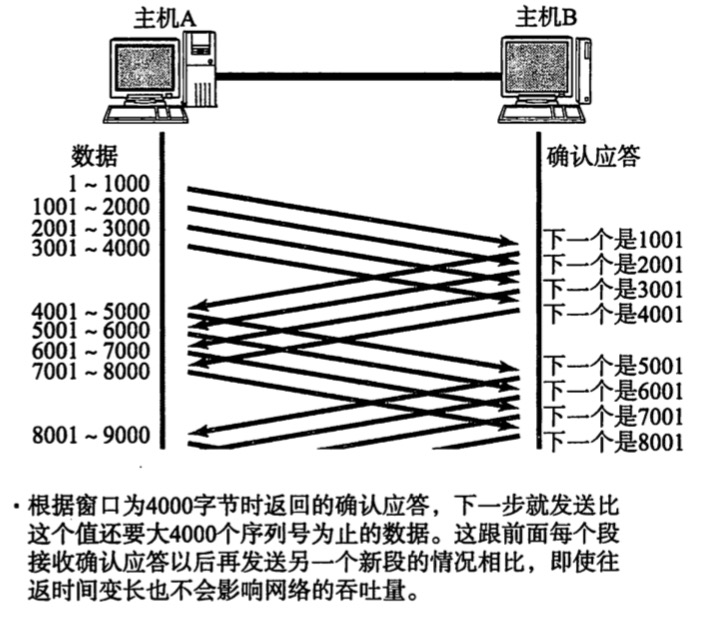 主机A
主机B
数据
确认应答
1 ~ 1000
1001 ~ 2000
2001 ~ 3000
3001 ~ 4000
下一个是1001
下一个是2001
下一个是3001
下一个是4001
4001 ~ 5000
5001 ~ 6000
6001 ~ 7000
7001 ~ 8000
下一个是5001
下一个是6001
下一个是7001
下一个是8001
8001 ~ 9000
· 根据窗口为4000字节时返回的确认应答，下一步就发送比
这个值还要大4000个序列号为止的数据。这跟前面每个段
接收确认应答以后再发送另一个新段的情况相比，即使往
返时间变长也不会影响网络的吞吐量。